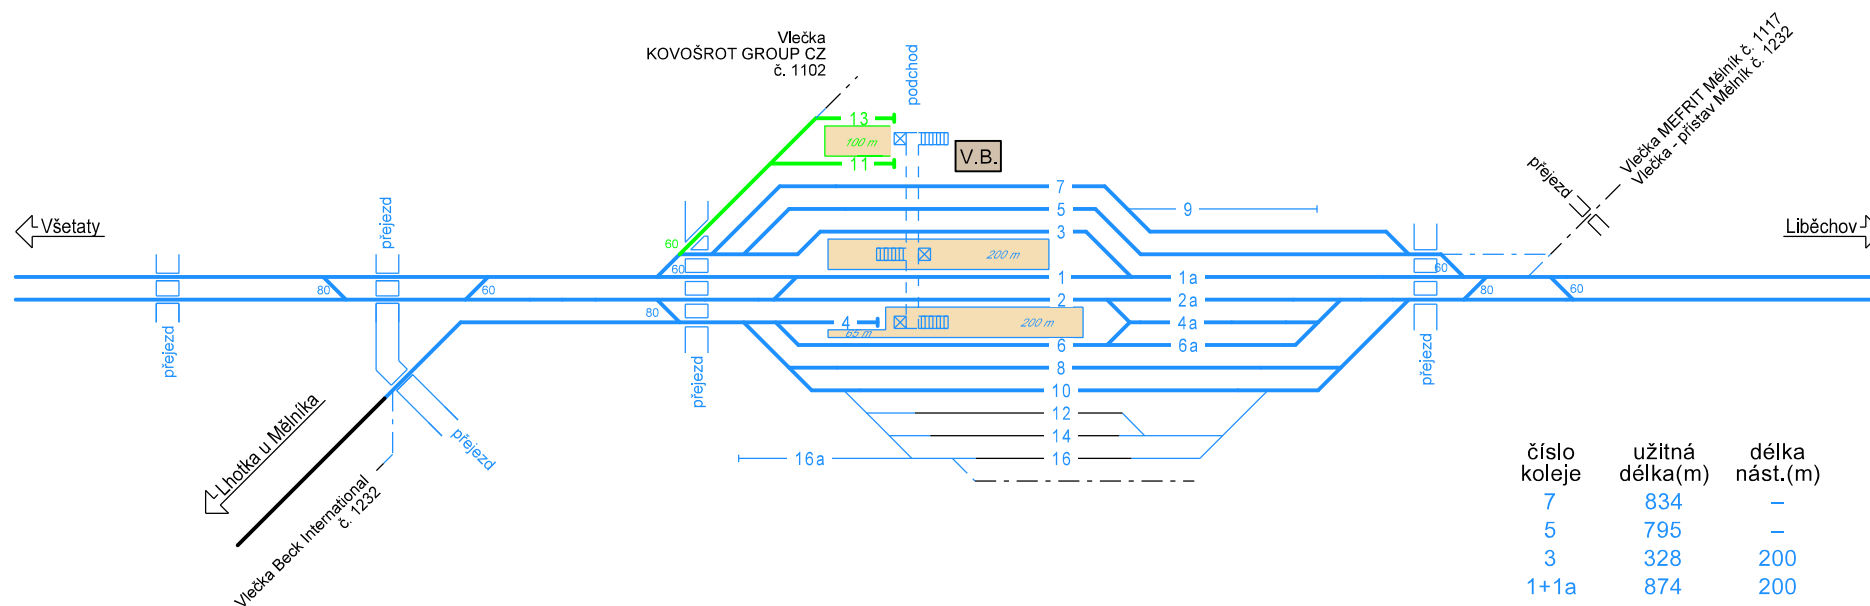 Vlečka
KOVOŠROT GROUP CZ
č. 1102
podchod
Vlečka MEFRIT Mělník č. 1117
Vlečka - přístav Mělník č. 1232
přejezd
13
100 m
11
V.B.
7
5
9
3
200 m
Všetaty
přejezd
60
60
Liběchov
60
1
1a
80
60
2
2a
80
60
80
4
200 m
4a
65 m
6
6a
přejezd
přejezd
přejezd
8
10
12
14
16a
16
přejezd
Lhotka u Mělníka
Vlečka Beck International
č. 1232
číslo užitná délka
koleje délka(m) nást.(m)
7 834 –
5 795 –
3 328 200
1+1a 874 200